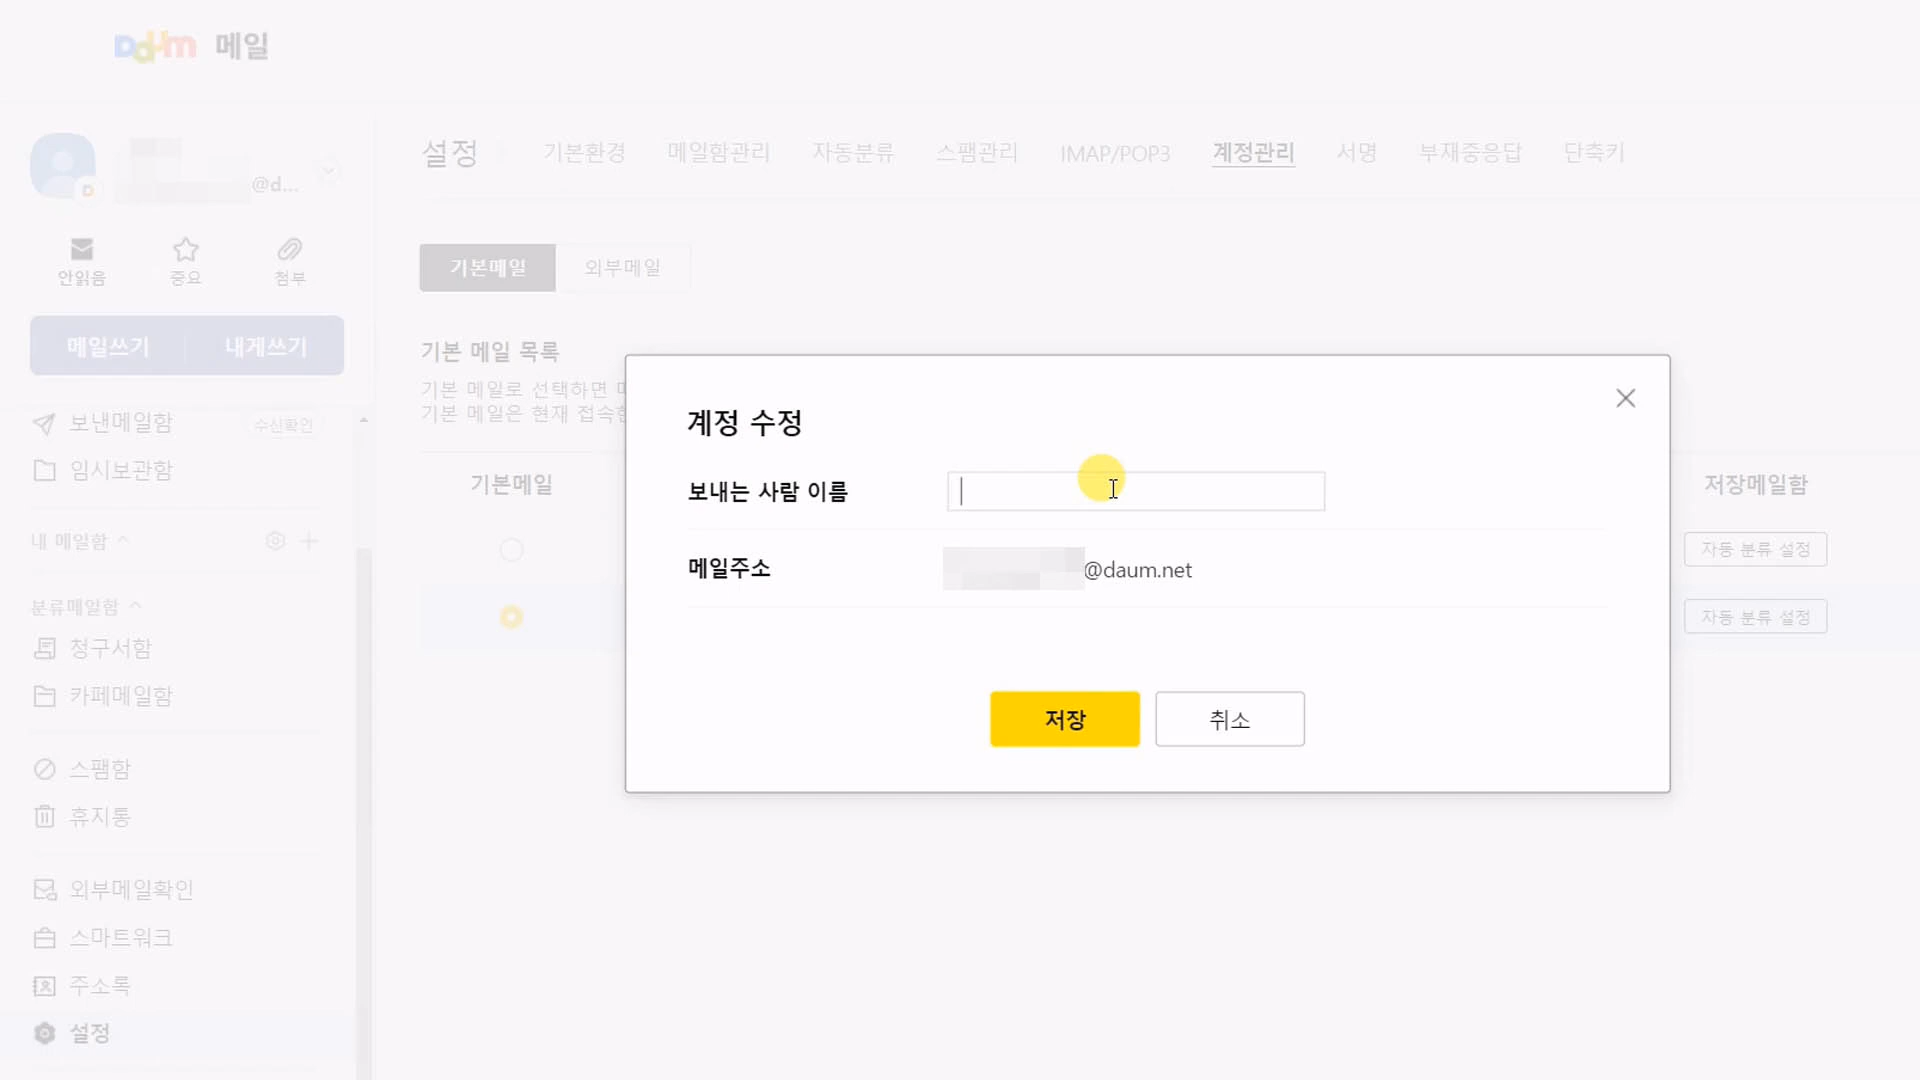 Daum 메일
@d...
안읽음 중요 첨부
메일쓰기 내게쓰기
보낸메일함 수신확인
임시보관함
내 메일함
분류메일함
청구서함
카페메일함
스팸함
휴지통
외부메일확인
스마트워크
주소록
설정
설정 기본환경 메일함관리 자동분류 스팸관리 IMAP/POP3 계정관리 서명 부재중응답 단축키
기본메일 외부메일
기본 메일 목록
기본 메일로 선택하면
기본 메일은 현재 접속한
기본메일 저장메일함
자동 분류 설정
자동 분류 설정
계정 수정
보내는 사람 이름
메일주소 @daum.net
저장 취소